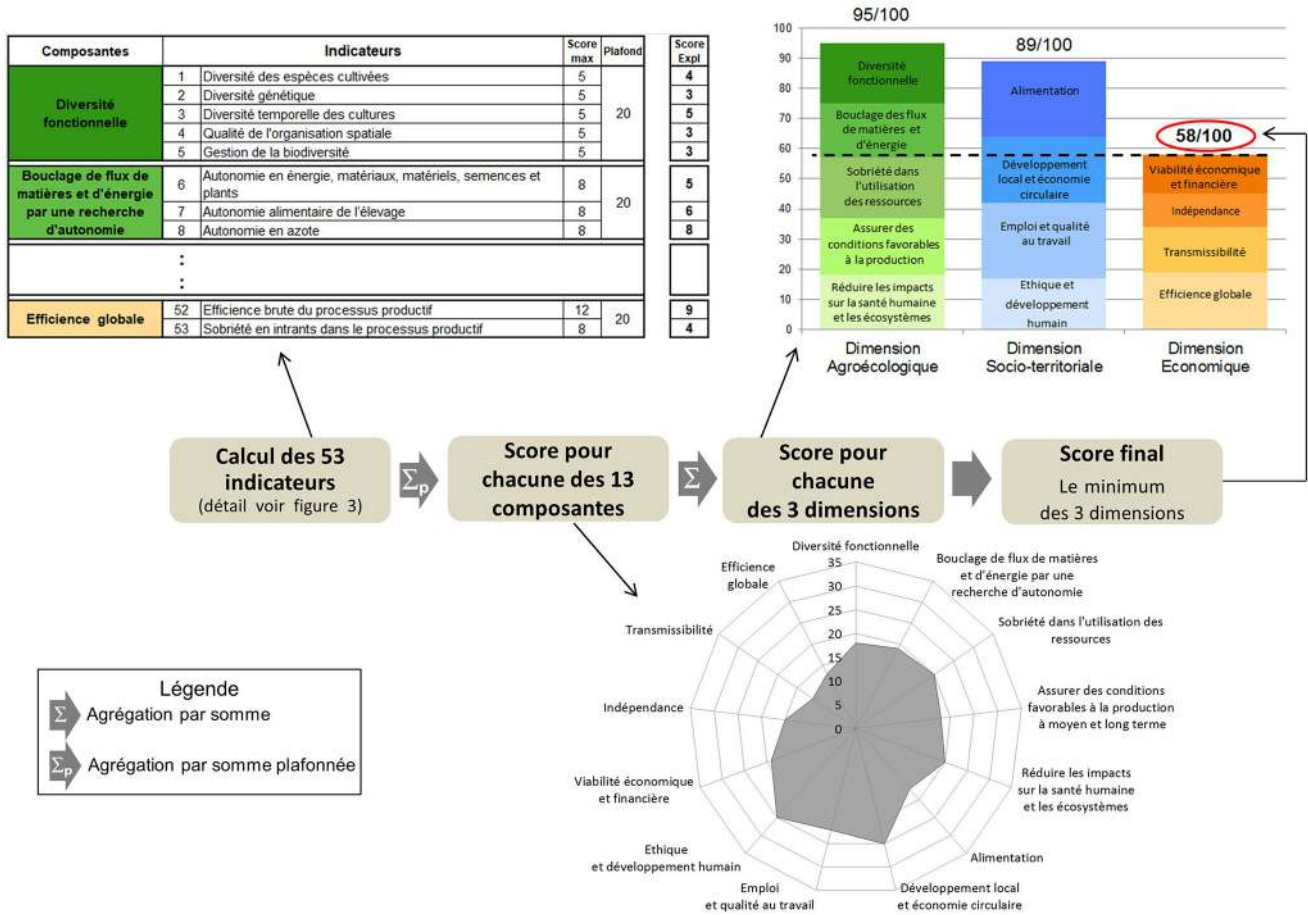 Composantes Indicateurs Score max Plafond Score Expl
Diversité fonctionnelle
1 Diversité des espèces cultivées 5 4
2 Diversité génétique 5 3
3 Diversité temporelle des cultures 5 20 5
4 Qualité de l'organisation spatiale 5 3
5 Gestion de la biodiversité 5 3
Bouclage de flux de matières et d'énergie par une recherche d'autonomie
6 Autonomie en énergie, matériaux, matériels, semences et plants 8 5
7 Autonomie alimentaire de l'élevage 8 20 6
8 Autonomie en azote 8 8
:
:
Efficience globale
52 Efficience brute du processus productif 12 20 9
53 Sobriété en intrants dans le processus productif 8 4
95/100
89/100
58/100
100
90
80
70
60
50
40
30
20
10
0
Diversité
fonctionnelle
Bouclage des flux
de matières et
d'énergie
Sobriété dans
l'utilisation
des ressources
Assurer des
conditions favorables
à la production
Réduire les impacts
sur la santé humaine
et les écosystèmes
Alimentation
Développement
local et économie
circulaire
Emploi et qualité
au travail
Ethique et
développement
humain
Viabilité économique
et financière
Indépendance
Transmissibilité
Efficience globale
Dimension
Agroécologique
Dimension
Socio-territoriale
Dimension
Economique
Calcul des 53
indicateurs
(détail voir figure 3)
Σp
Score pour
chacune des 13
composantes
Σ
Score pour
chacune
des 3 dimensions
Score final
Le minimum
des 3 dimensions
Diversité fonctionnelle
Bouclage de flux de matières
et d'énergie par une
recherche d'autonomie
Sobriété dans l'utilisation des
ressources
Assurer des conditions
favorables à la production
à moyen et long terme
Réduire les impacts
sur la santé humaine
et les écosystèmes
Alimentation
Développement local
et économie circulaire
Emploi
et qualité au travail
Ethique
et développement humain
Viabilité économique
et financière
Indépendance
Transmissibilité
Efficience
globale
35
30
25
20
15
10
5
0
Légende
Σ Agrégation par somme
Σp Agrégation par somme plafonnée